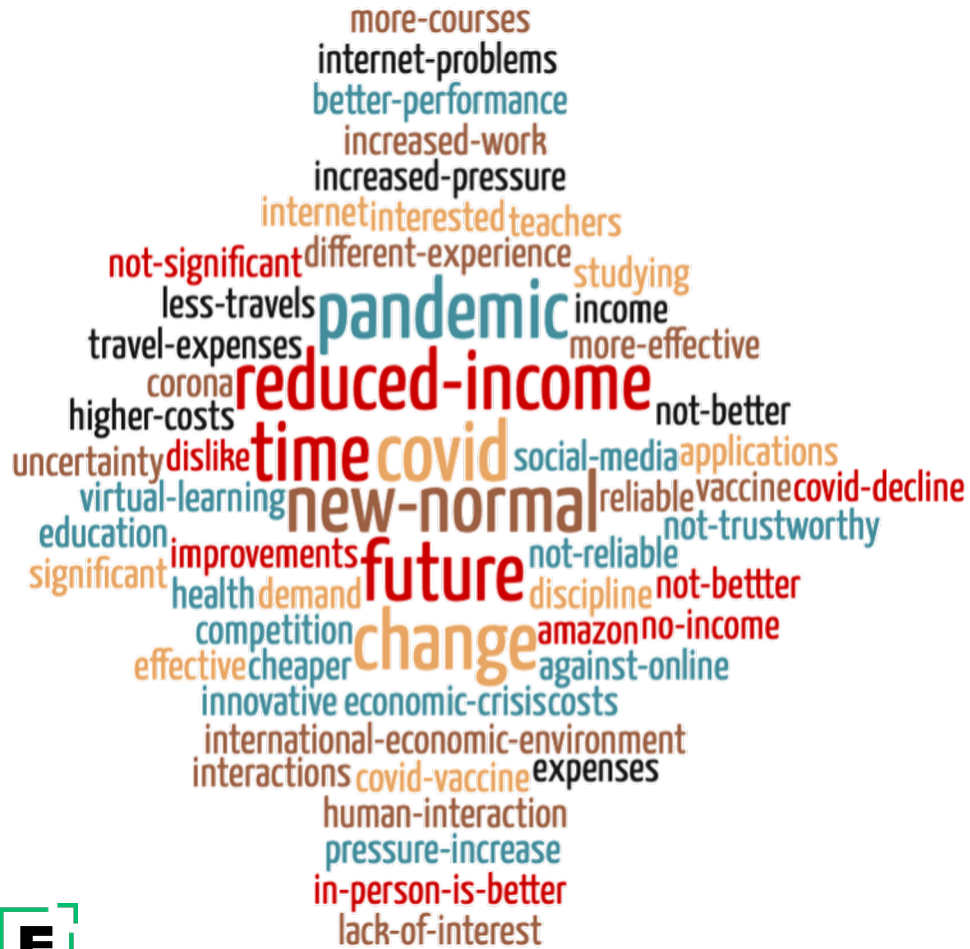 more-courses
internet-problems
better-performance
increased-work
increased-pressure
internet interested teachers
not-significant different-experience studying
less-travels pandemic income
travel-expenses more-effective
corona reduced-income
higher-costs not-better
uncertainty dislike time covid social-media applications
virtual-learning new-normal reliable vaccine covid-decline
education not-trustworthy
significant improvements future not-reliable
health demand discipline not-bettter
competition change amazon no-income
effective cheaper against-online
innovative economic-crisis costs
international-economic-environment
interactions covid-vaccine expenses
human-interaction
pressure-increase
in-person-is-better
lack-of-interest